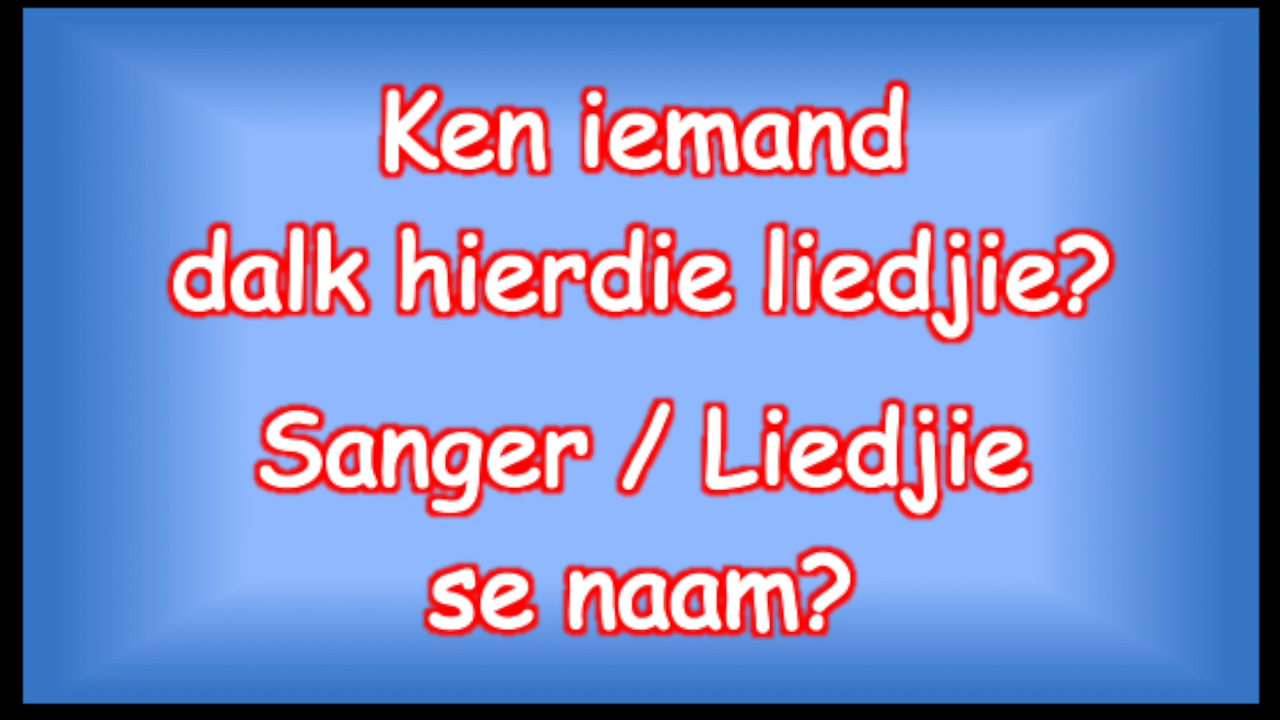 Ken iemand
dalk hierdie liedjie?
Sanger / Liedjie
se naam?